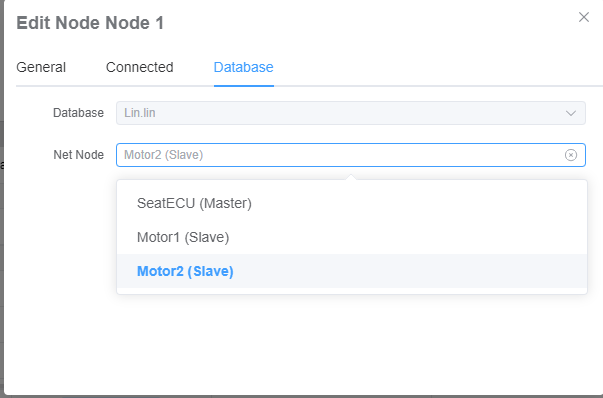 Edit Node Node 1
General Connected Database
Database Lin.lin
Net Node Motor2 (Slave)
SeatECU (Master)
Motor1 (Slave)
Motor2 (Slave)